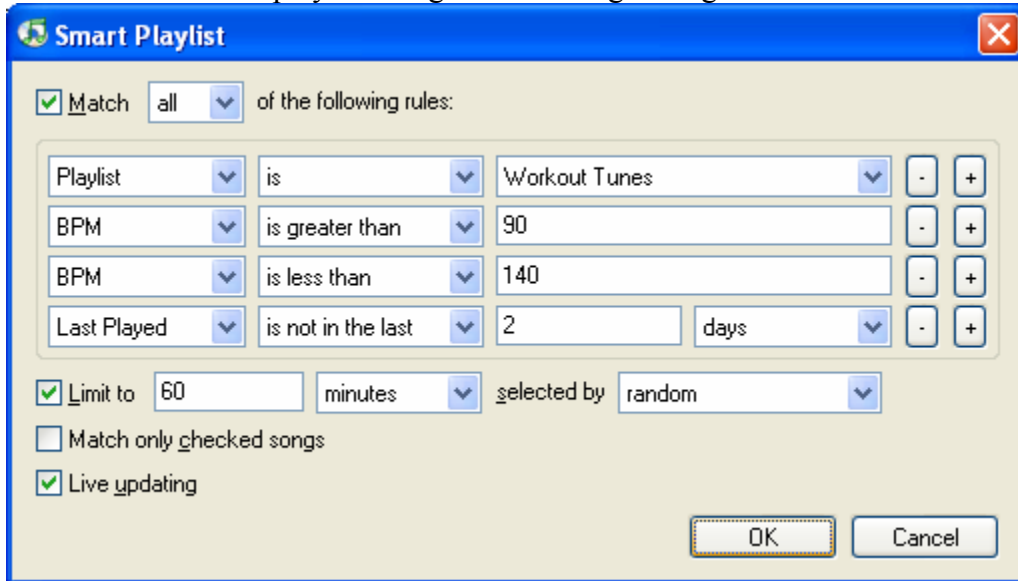 Smart Playlist
Match all of the following rules:
Playlist is Workout Tunes - +
BPM is greater than 90 - +
BPM is less than 140 - +
Last Played is not in the last 2 days - +
Limit to 60 minutes selected by random
Match only checked songs
Live updating
OK Cancel